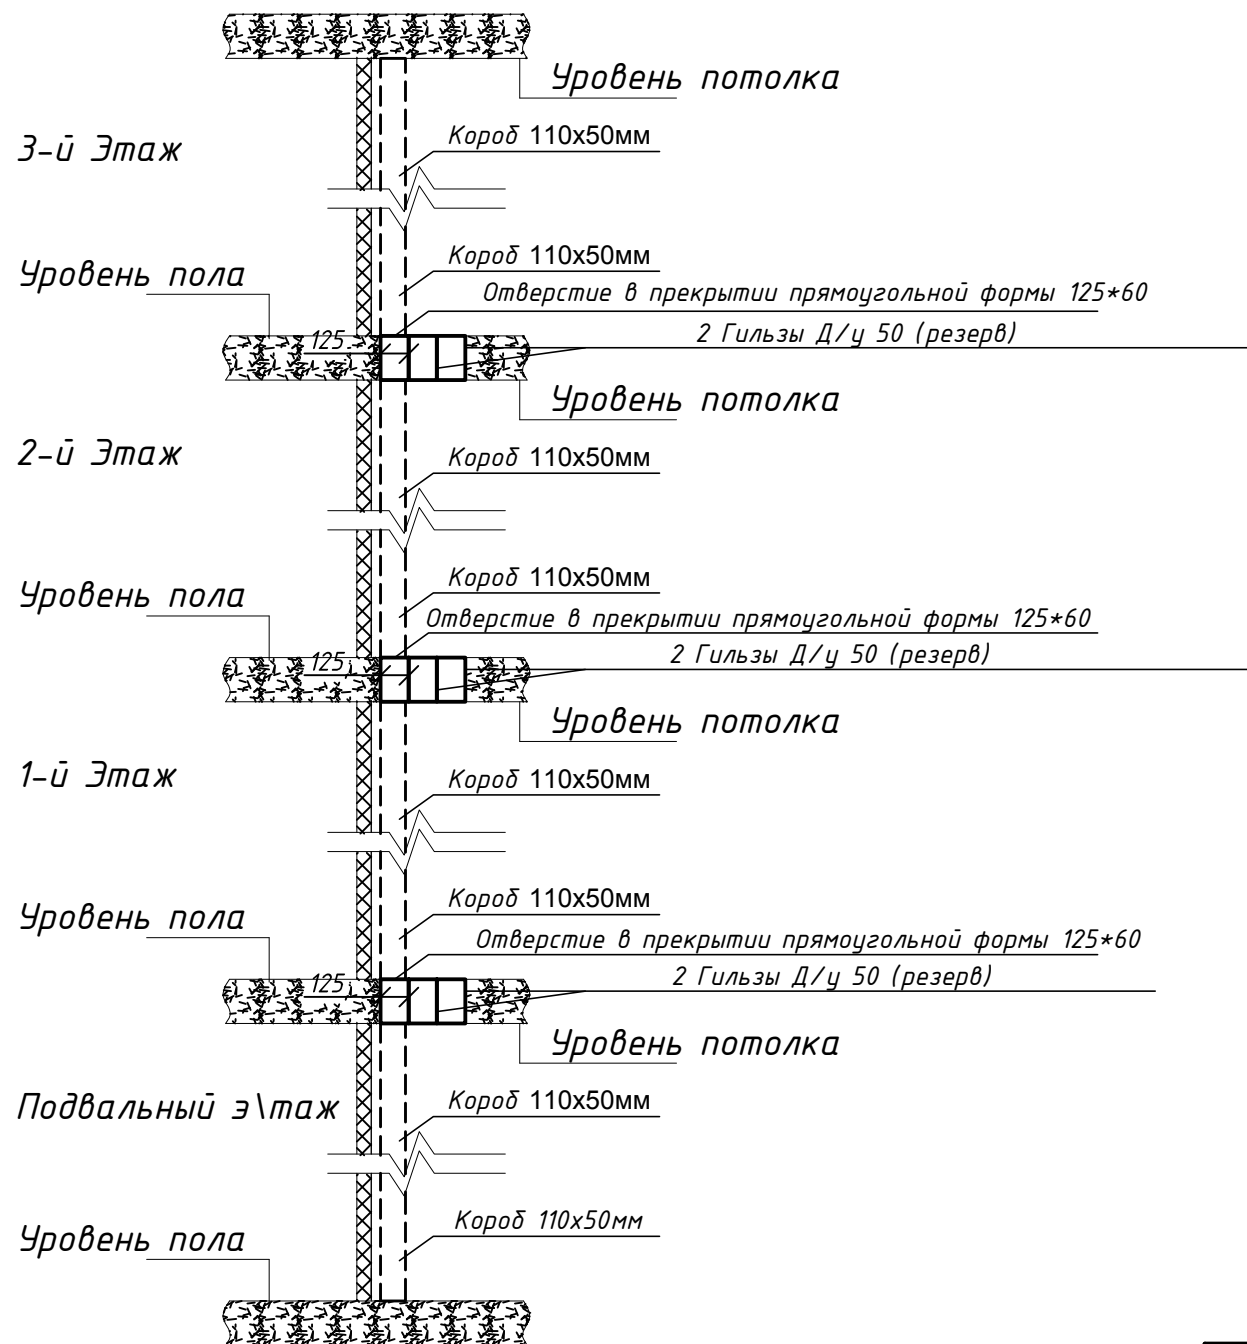 Уровень потолка
3-й Этаж
Короб 110х50мм
Уровень пола
Короб 110х50мм
Отверстие в прекрытии прямоугольной формы 125*60
125
2 Гильзы Д/у 50 (резерв)
Уровень потолка
2-й Этаж
Короб 110х50мм
Уровень пола
Короб 110х50мм
Отверстие в прекрытии прямоугольной формы 125*60
125
2 Гильзы Д/у 50 (резерв)
Уровень потолка
1-й Этаж
Короб 110х50мм
Уровень пола
Короб 110х50мм
Отверстие в прекрытии прямоугольной формы 125*60
125
2 Гильзы Д/у 50 (резерв)
Уровень потолка
Подвальный э\таж
Короб 110х50мм
Уровень пола
Короб 110х50мм